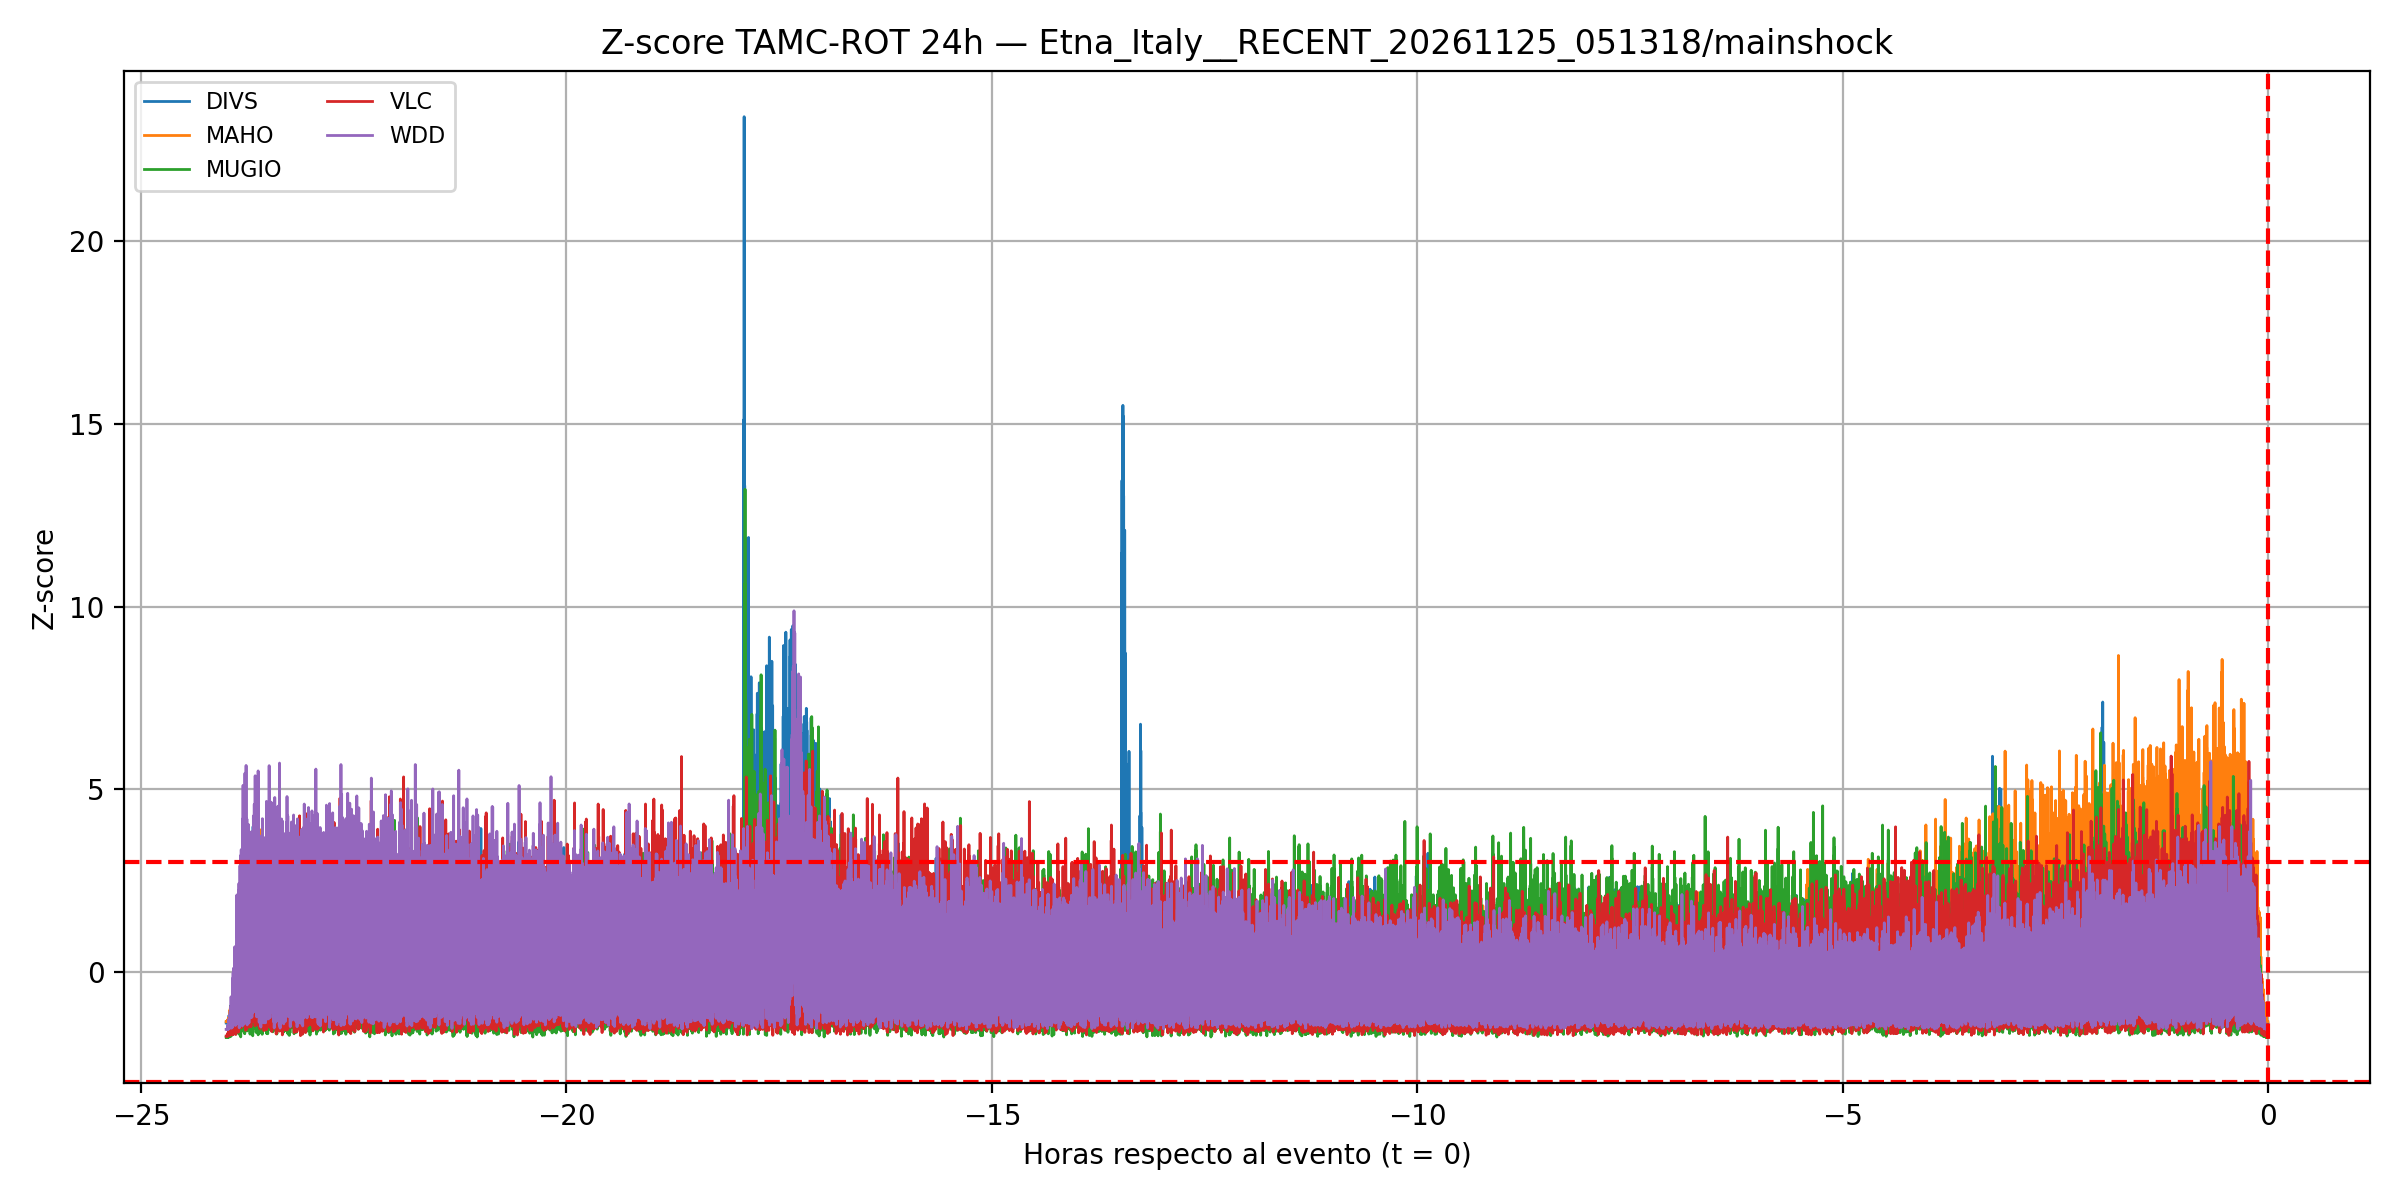 Z-score TAMC-ROT 24h — Etna_Italy__RECENT_20261125_051318/mainshock
DIVS
MAHO
MUGIO
VLC
WDD
Z-score
20
15
10
5
0
−25
−20
−15
−10
−5
0
Horas respecto al evento (t = 0)